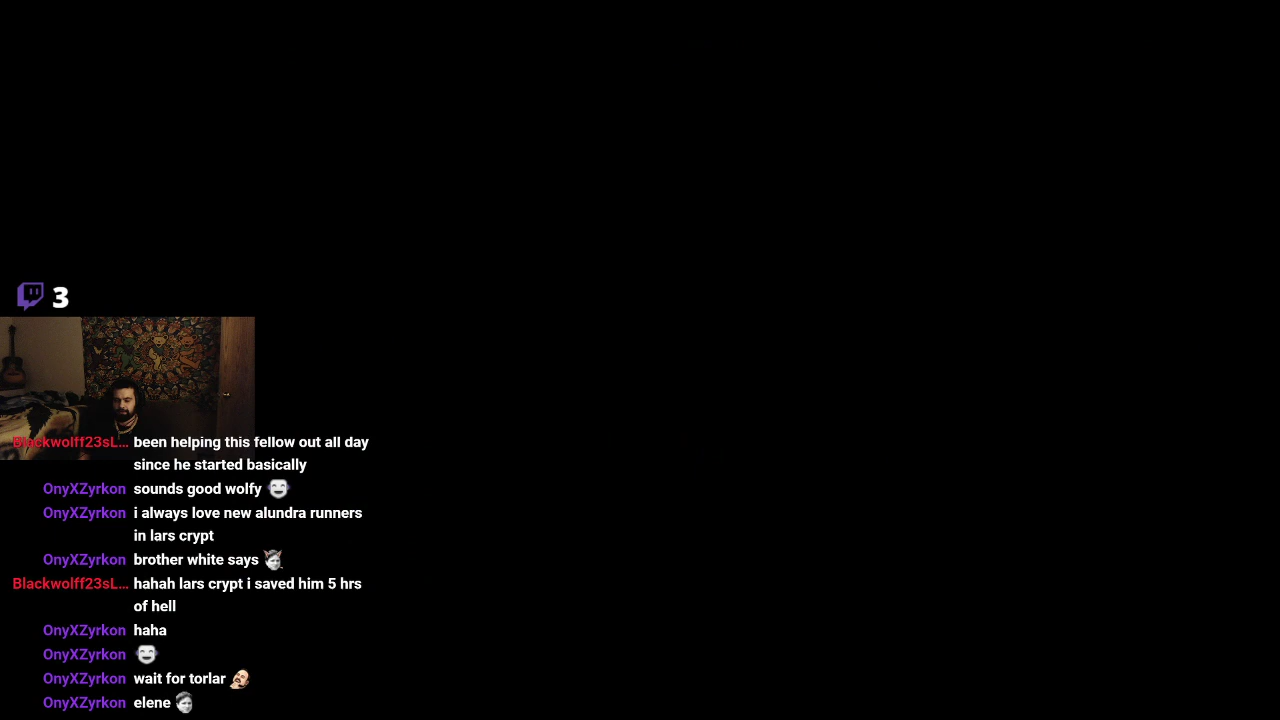 3
Blackwolff23sL... been helping this fellow out all day
since he started basically
OnyXZyrkon sounds good wolfy
OnyXZyrkon i always love new alundra runners
in lars crypt
OnyXZyrkon brother white says
Blackwolff23sL... hahah lars crypt i saved him 5 hrs
of hell
OnyXZyrkon haha
OnyXZyrkon
OnyXZyrkon wait for torlar
OnyXZyrkon elene